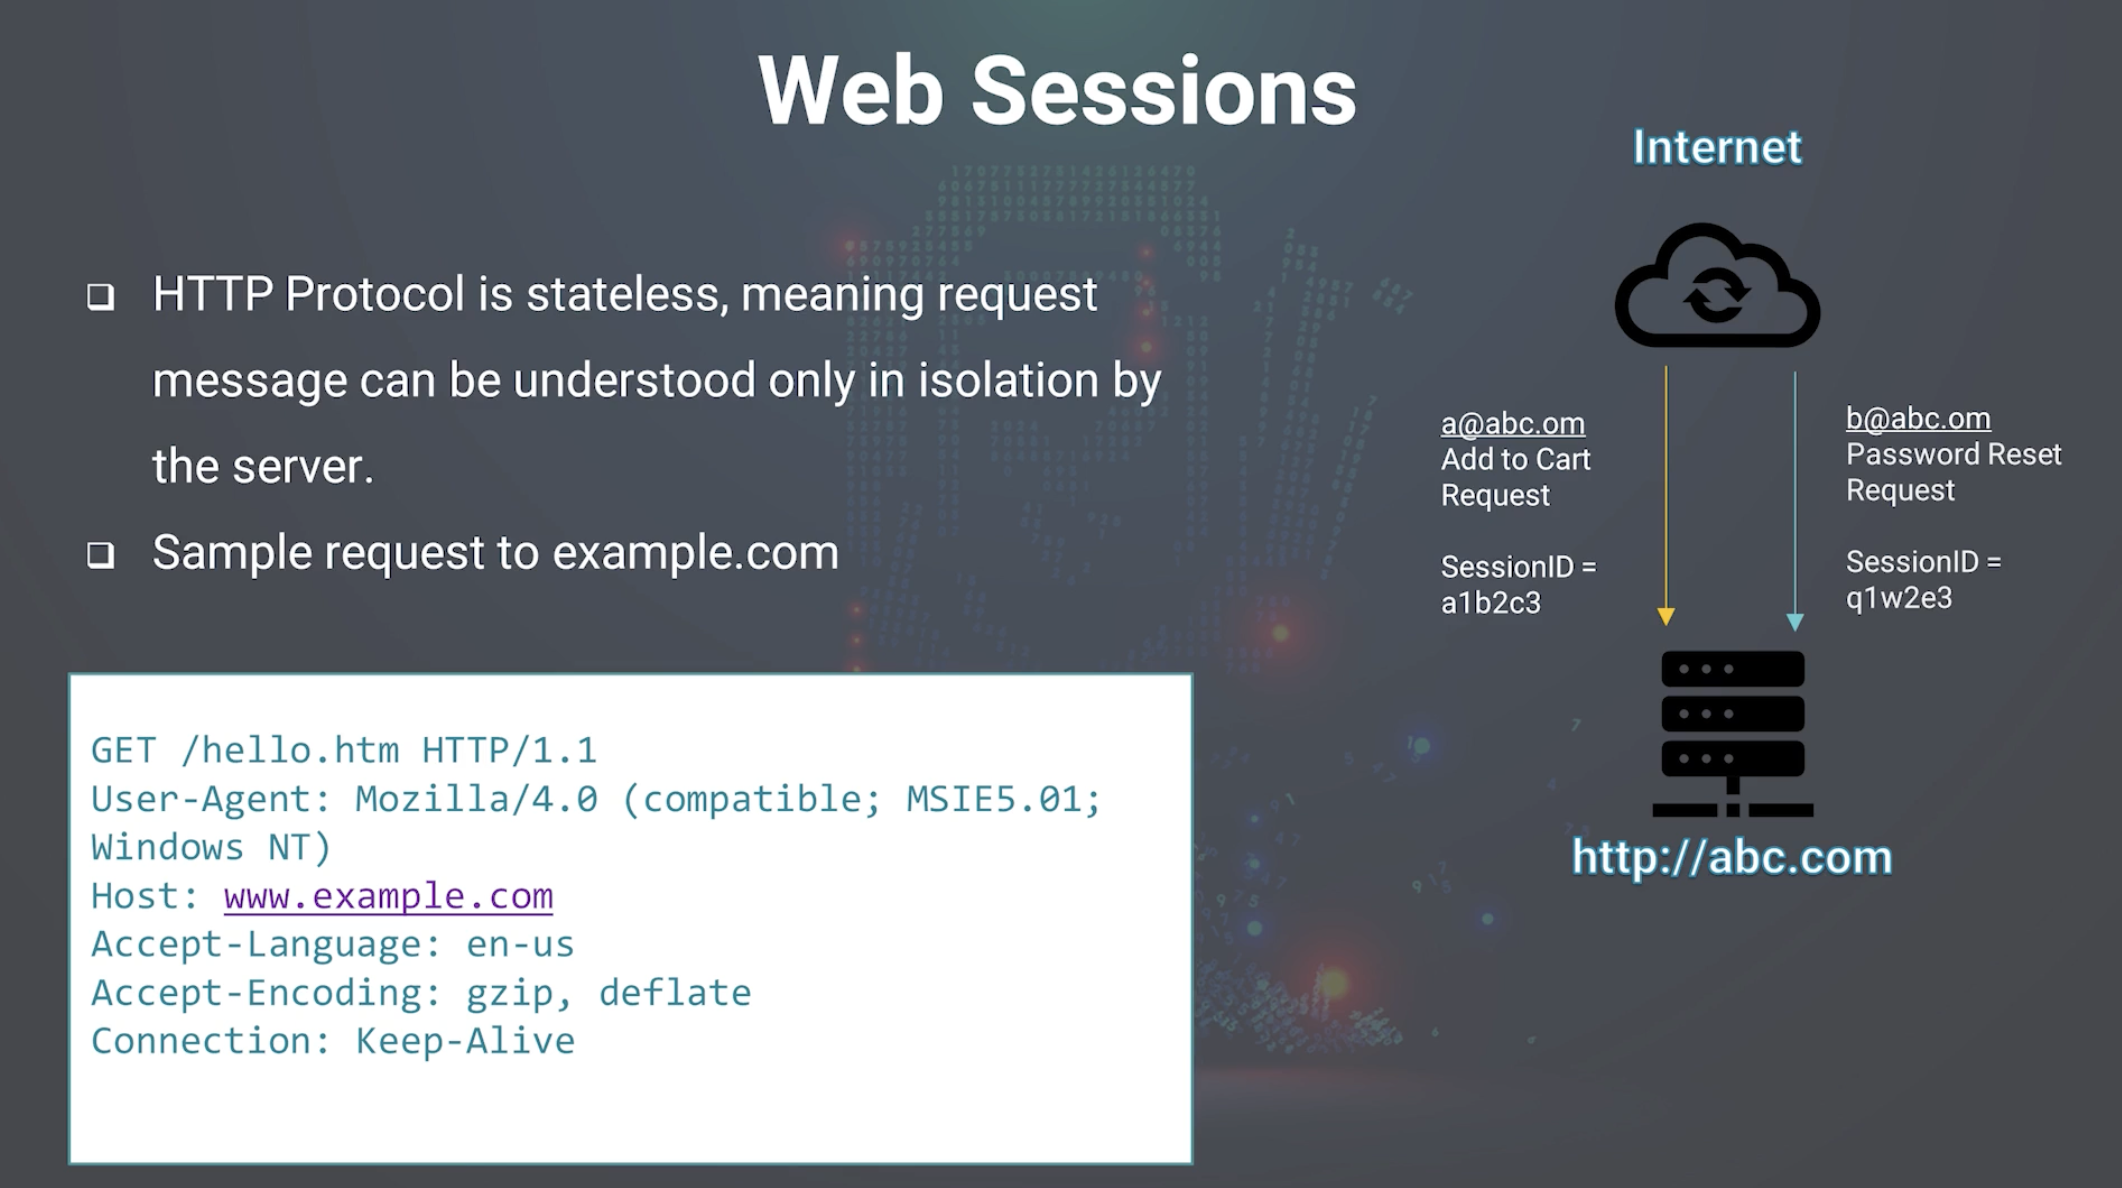 Web Sessions
HTTP Protocol is stateless, meaning request
message can be understood only in isolation by
the server.
Sample request to example.com
GET /hello.htm HTTP/1.1
User-Agent: Mozilla/4.0 (compatible; MSIE5.01;
Windows NT)
Host: www.example.com
Accept-Language: en-us
Accept-Encoding: gzip, deflate
Connection: Keep-Alive
Internet
a@abc.om
Add to Cart
Request
SessionID =
a1b2c3
b@abc.om
Password Reset
Request
SessionID =
q1w2e3
http://abc.com